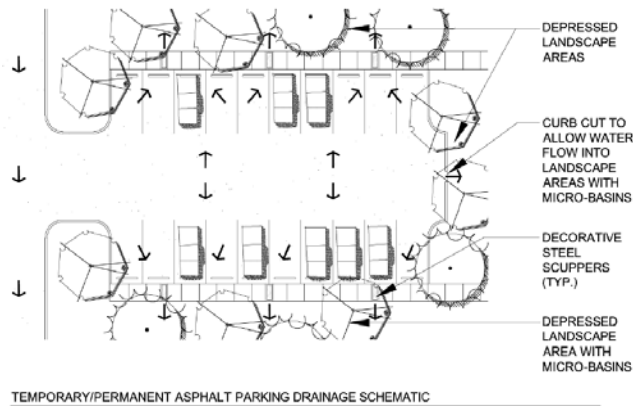 DEPRESSED
LANDSCAPE
AREAS
CURB CUT TO
ALLOW WATER
FLOW INTO
LANDSCAPE
AREAS WITH
MICRO-BASINS
DECORATIVE
STEEL
SCUPPERS
(TYP.)
DEPRESSED
LANDSCAPE
AREA WITH
MICRO-BASINS
TEMPORARY/PERMANENT ASPHALT PARKING DRAINAGE SCHEMATIC